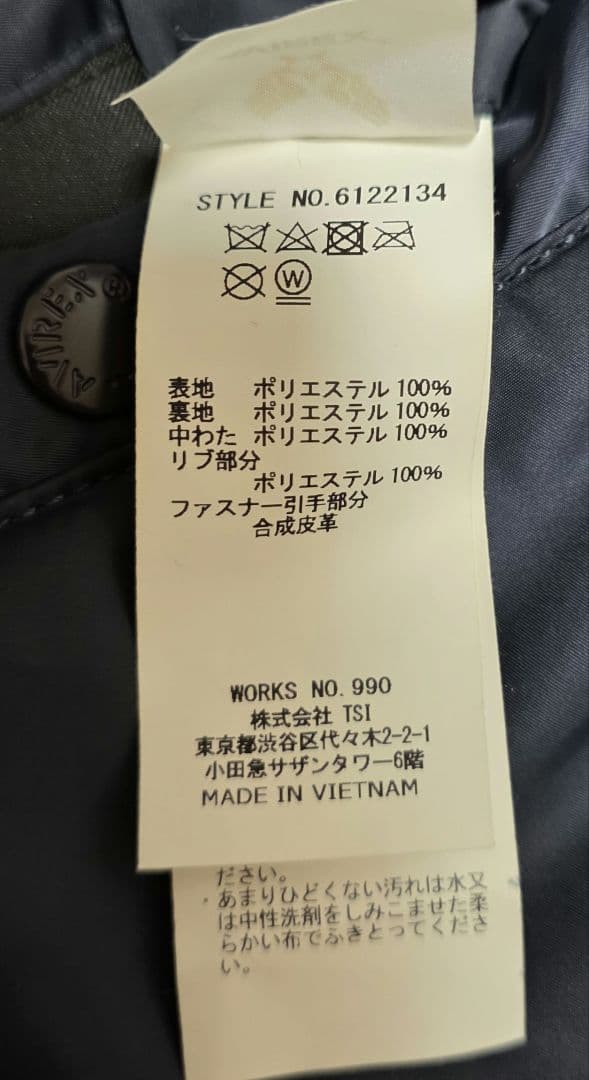 STYLE NO.6122134
W
表地 ポリエステル 100%
裏地 ポリエステル 100%
中わた ポリエステル 100%
リブ部分
ポリエステル 100%
ファスナー引手部分
合成皮革
WORKS NO. 990
株式会社 TSI
東京都渋谷区代々木2-2-1
小田急サザンタワー6階
MADE IN VIETNAM
ださい。
・あまりひどくない汚れは水又
は中性洗剤をしみこませた柔
らかい布でふきとってくださ
い。
AVIREX®